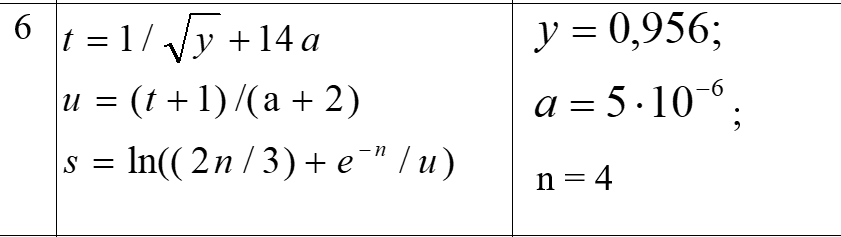 6
t = 1 / √y + 14 a
u = (t + 1) /(a + 2)
s = ln(( 2n / 3) + e⁻ⁿ / u)
y = 0,956;
a = 5·10⁻⁶ ;
n = 4